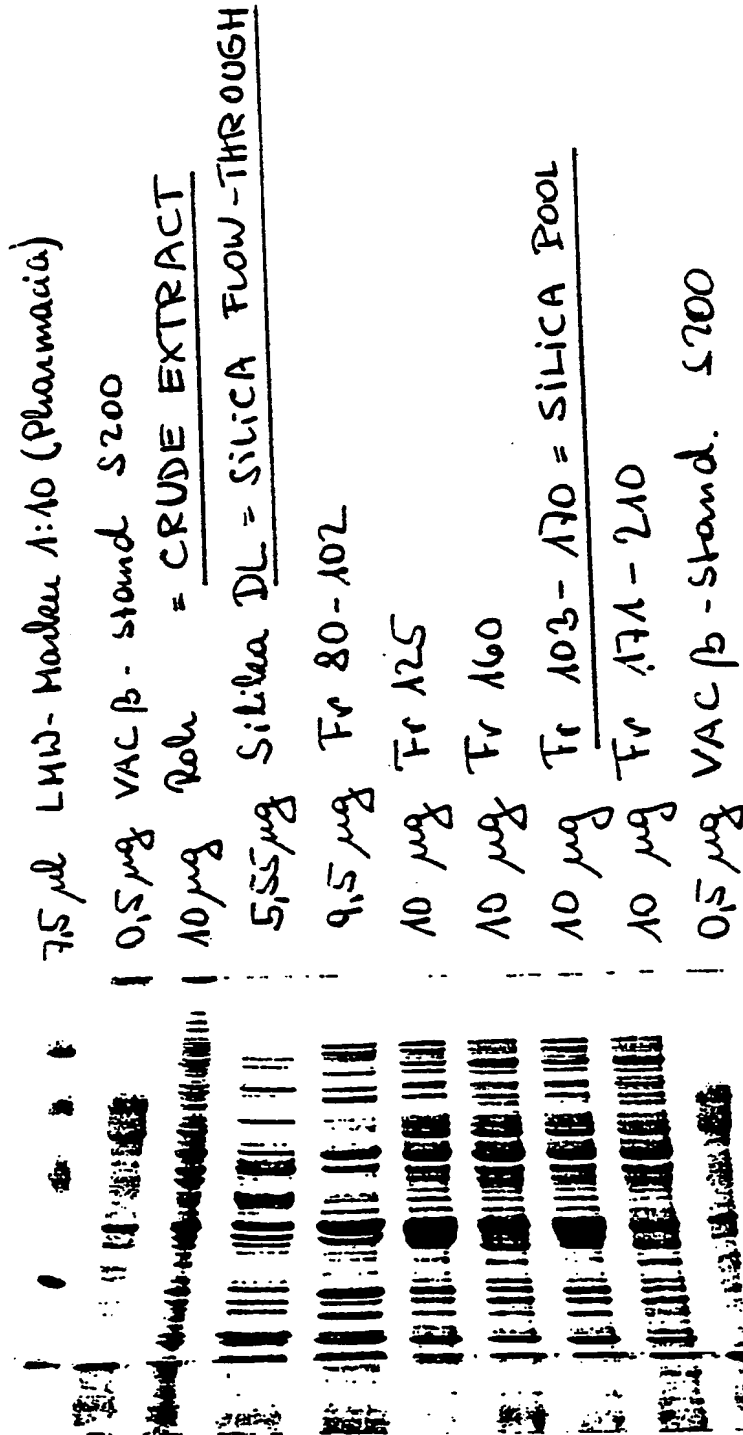 7,5 µl LMW-Marker 1:10 (Pharmacia)
0,5 µg VAC β-stand S200
10 µg Roh = CRUDE EXTRACT
5,55 µg Silika DL = SiLiCA FLOW-THROUGH
9,5 µg Fr 80-102
10 µg Fr 125
10 µg Fr 160
10 µg Fr 103-170 = SiLiCA POOL
10 µg Fr 171-210
0,5 µg VAC β-stand. S200